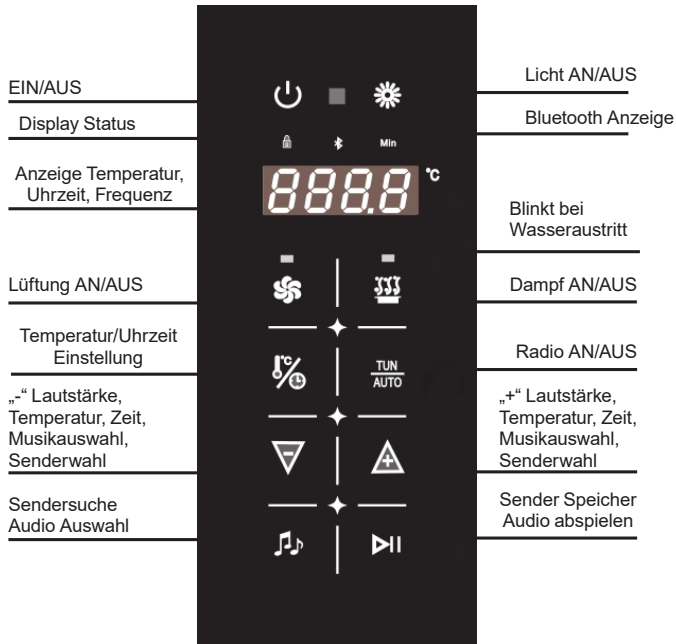 EIN/AUS
Licht AN/AUS
Display Status
Bluetooth Anzeige
Min
Anzeige Temperatur,
Uhrzeit, Frequenz
888.8
°C
Blinkt bei
Wasseraustritt
Lüftung AN/AUS
Dampf AN/AUS
Temperatur/Uhrzeit
Einstellung
°C
TUN
AUTO
Radio AN/AUS
„-“ Lautstärke,
Temperatur, Zeit,
Musikauswahl,
Senderwahl
„+“ Lautstärke,
Temperatur, Zeit,
Musikauswahl,
Senderwahl
Sendersuche
Audio Auswahl
Sender Speicher
Audio abspielen